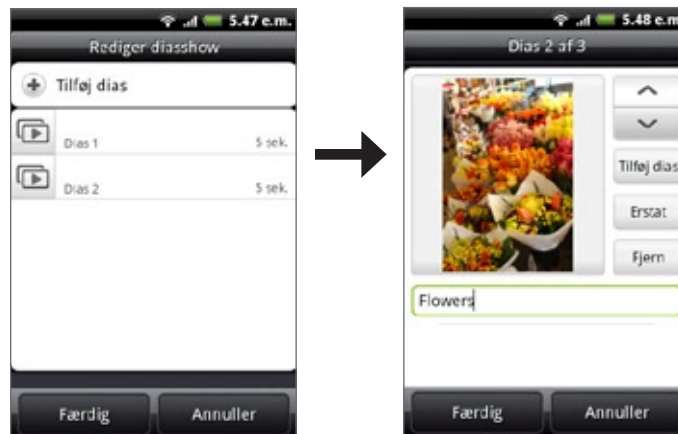 5.47 e.m.
Rediger diasshow
Tilføj dias
Dias 1 5 sek.
Dias 2 5 sek.
Færdig Annuller
5.48 e.m
Dias 2 af 3
Tilføj dias
Erstat
Fjern
Flowers
Færdig Annuller